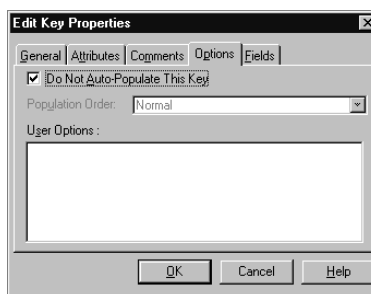 Edit Key Properties
General Attributes Comments Options Fields
Do Not Auto-Populate This Key
Population Order: Normal
User Options :
OK Cancel Help